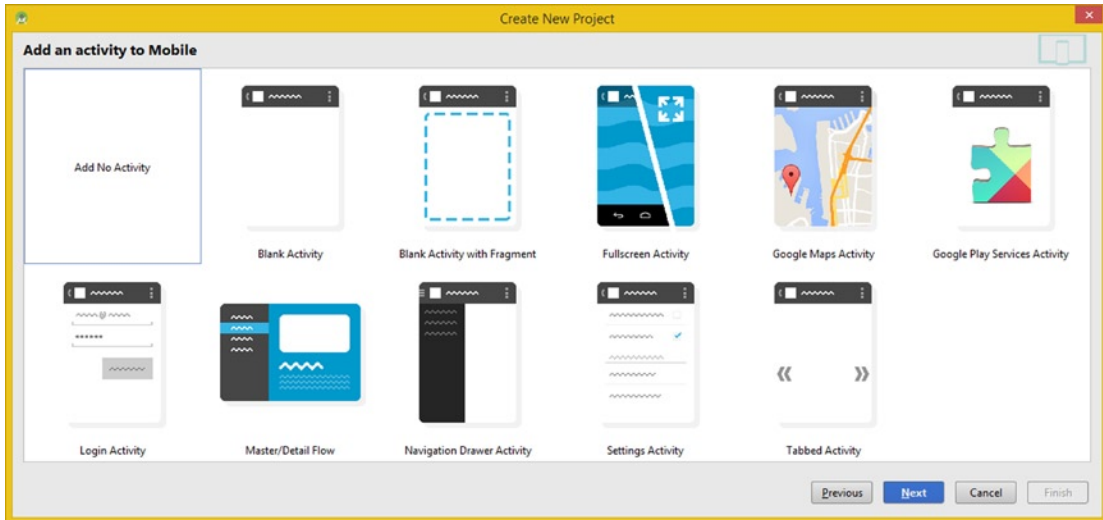 Create New Project
Add an activity to Mobile
Add No Activity
Blank Activity
Blank Activity with Fragment
Fullscreen Activity
Google Maps Activity
Google Play Services Activity
Login Activity
Master/Detail Flow
Navigation Drawer Activity
Settings Activity
Tabbed Activity
Previous
Next
Cancel
Finish